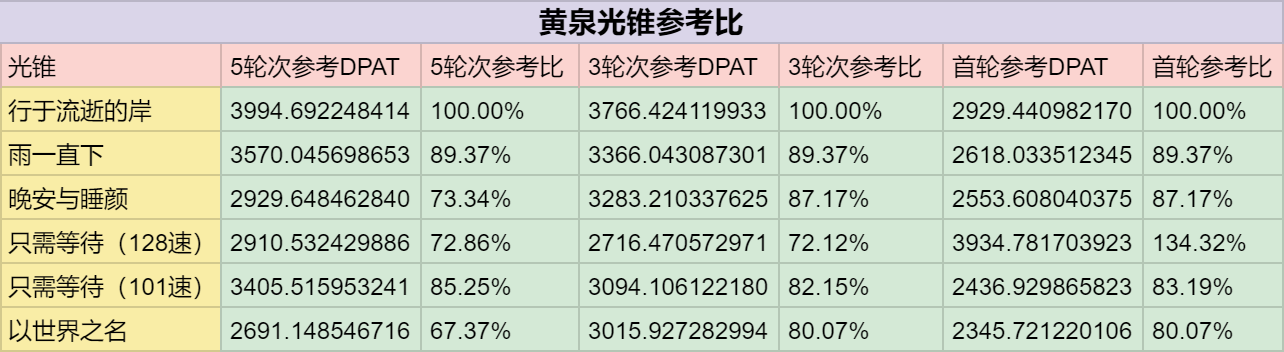 黄泉光锥参考比
光锥 5轮次参考DPAT 5轮次参考比 3轮次参考DPAT 3轮次参考比 首轮参考DPAT 首轮参考比
行于流逝的岸 3994.692248414 100.00% 3766.424119933 100.00% 2929.440982170 100.00%
雨一直下 3570.045698653 89.37% 3366.043087301 89.37% 2618.033512345 89.37%
晚安与睡颜 2929.648462840 73.34% 3283.210337625 87.17% 2553.608040375 87.17%
只需等待（128速） 2910.532429886 72.86% 2716.470572971 72.12% 3934.781703923 134.32%
只需等待（101速） 3405.515953241 85.25% 3094.106122180 82.15% 2436.929865823 83.19%
以世界之名 2691.148546716 67.37% 3015.927282994 80.07% 2345.721220106 80.07%